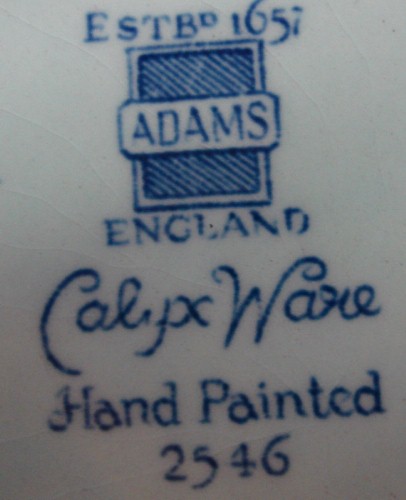 ESTBD 1657
ADAMS
ENGLAND
Calyx Ware
Hand Painted
2546